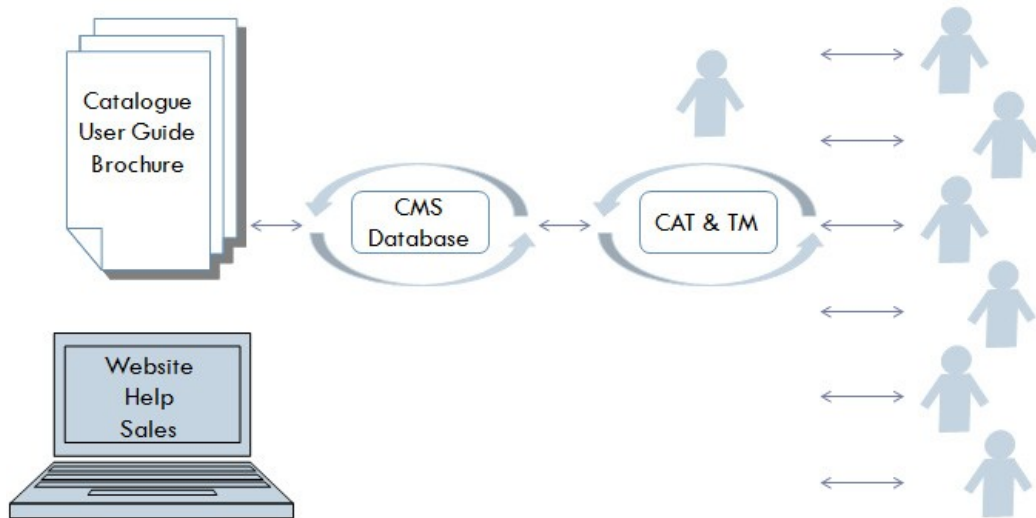 Catalogue
User Guide
Brochure
CMS
Database
CAT & TM
Website
Help
Sales